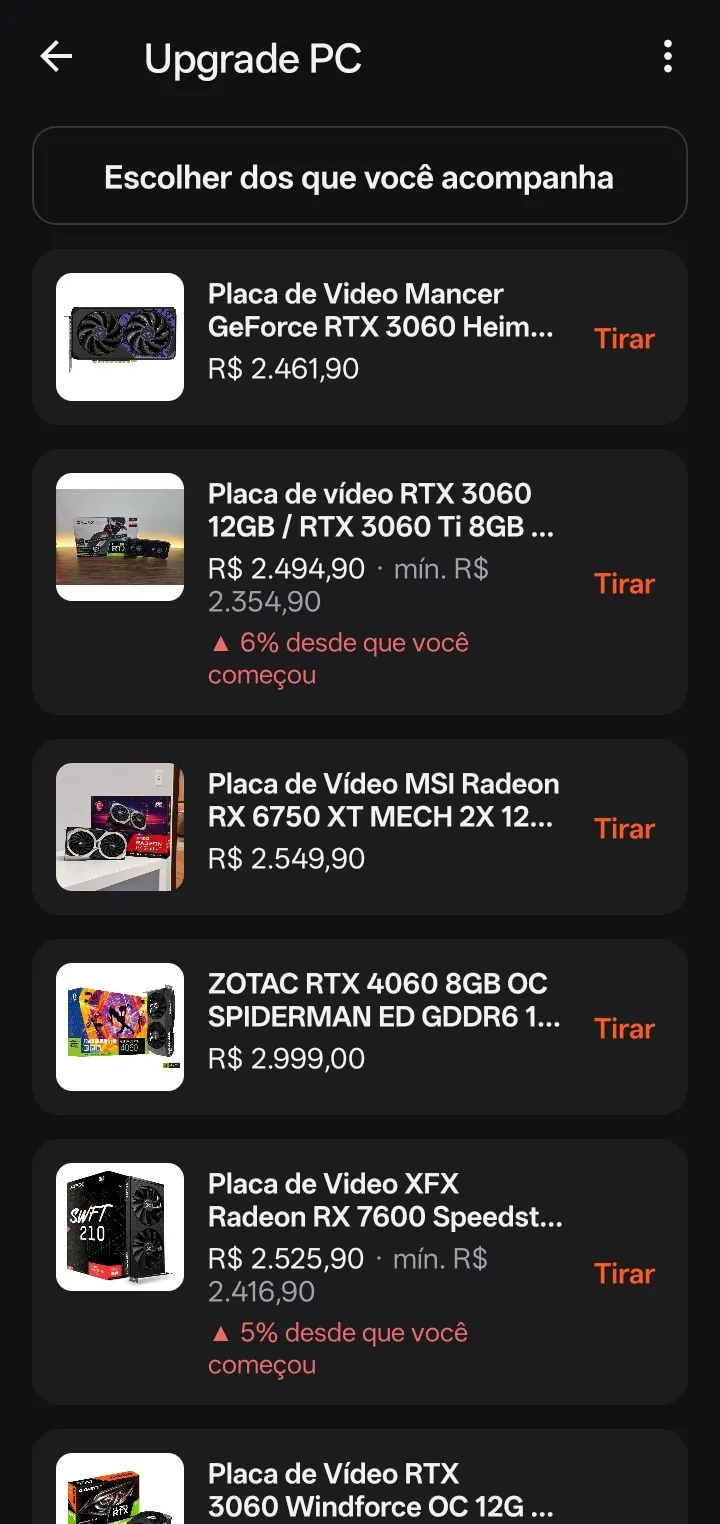 Upgrade PC
Escolher dos que você acompanha
Placa de Video Mancer
GeForce RTX 3060 Heim...
R$ 2.461,90
Tirar
Placa de vídeo RTX 3060
12GB / RTX 3060 Ti 8GB ...
R$ 2.494,90 · mín. R$
2.354,90
▲ 6% desde que você
começou
Tirar
Placa de Vídeo MSI Radeon
RX 6750 XT MECH 2X 12...
R$ 2.549,90
Tirar
ZOTAC RTX 4060 8GB OC
SPIDERMAN ED GDDR6 1...
R$ 2.999,00
Tirar
4060
Placa de Video XFX
Radeon RX 7600 Speedst...
R$ 2.525,90 · mín. R$
2.416,90
▲ 5% desde que você
começou
Tirar
SWFT
210
Placa de Vídeo RTX
3060 Windforce OC 12G ...
RTX